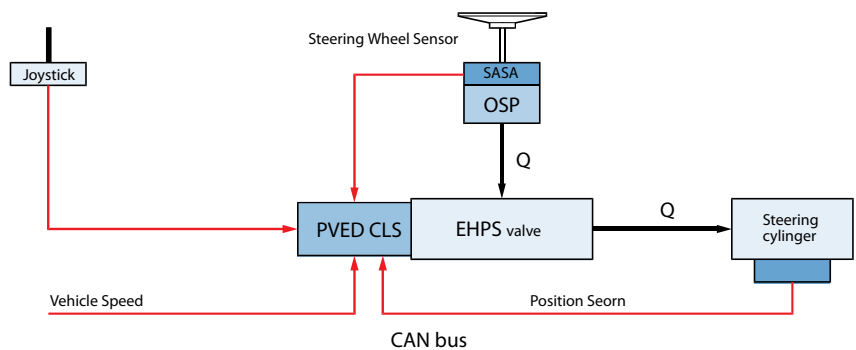 Steering Wheel Sensor
Joystick
SASA
OSP
Q
Q
PVED CLS
EHPS valve
Steering
cylinger
Vehicle Speed
Position Seorn
CAN bus